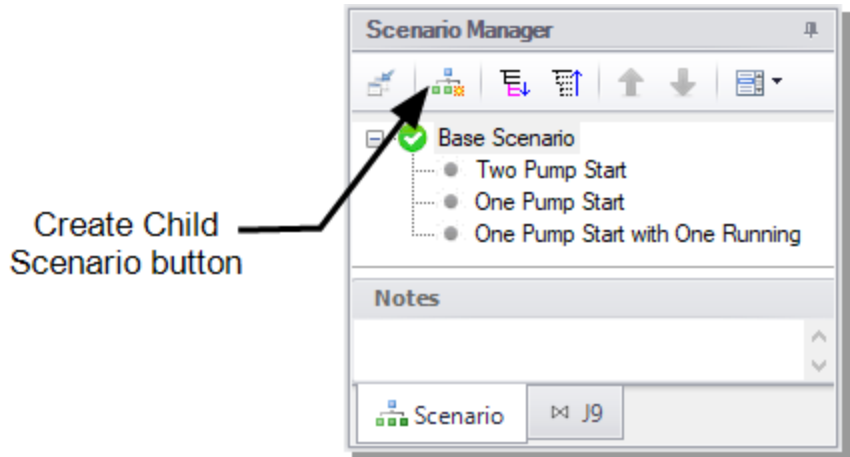 Scenario Manager
Base Scenario
Two Pump Start
One Pump Start
One Pump Start with One Running
Create Child
Scenario button
Notes
Scenario
J9